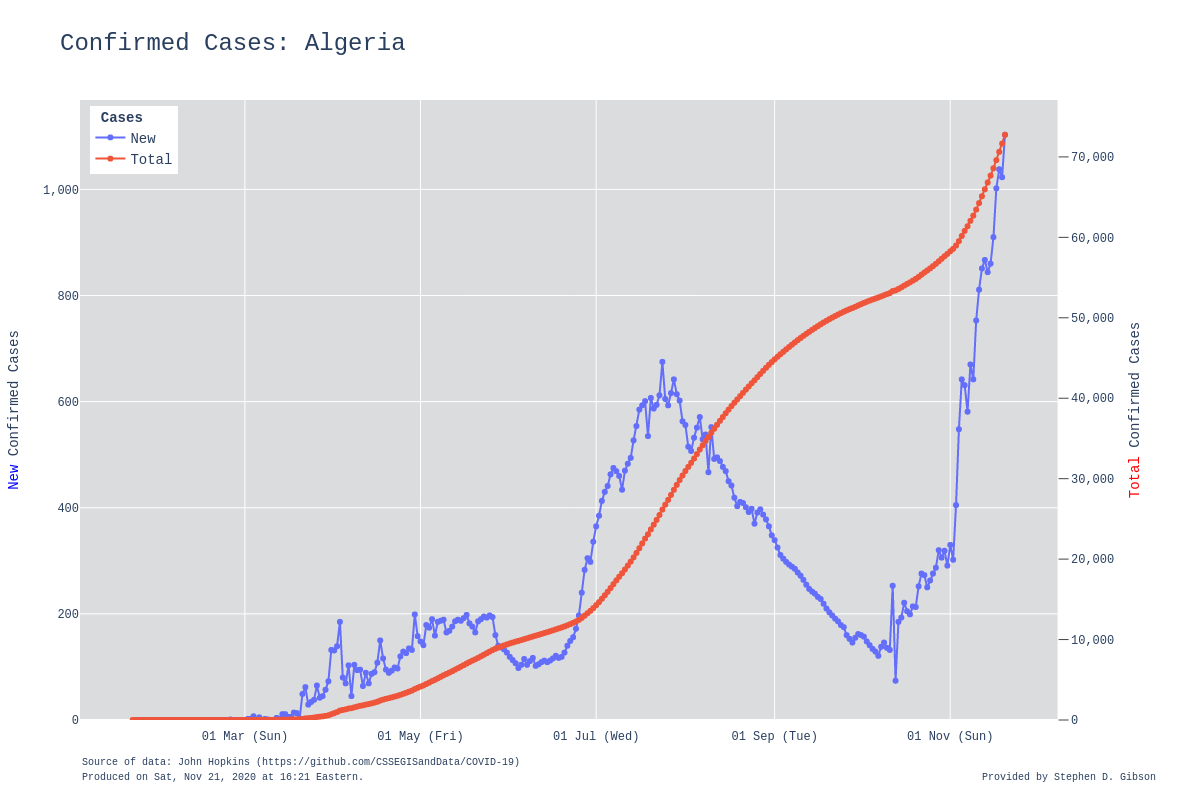 Confirmed Cases: Algeria
Cases
New
Total
1,000
800
600
400
200
0
New Confirmed Cases
70,000
60,000
50,000
40,000
30,000
20,000
10,000
0
Total Confirmed Cases
01 Mar (Sun)
01 May (Fri)
01 Jul (Wed)
01 Sep (Tue)
01 Nov (Sun)
Source of data: John Hopkins (https://github.com/CSSEGISandData/COVID-19)
Produced on Sat, Nov 21, 2020 at 16:21 Eastern.
Provided by Stephen D. Gibson